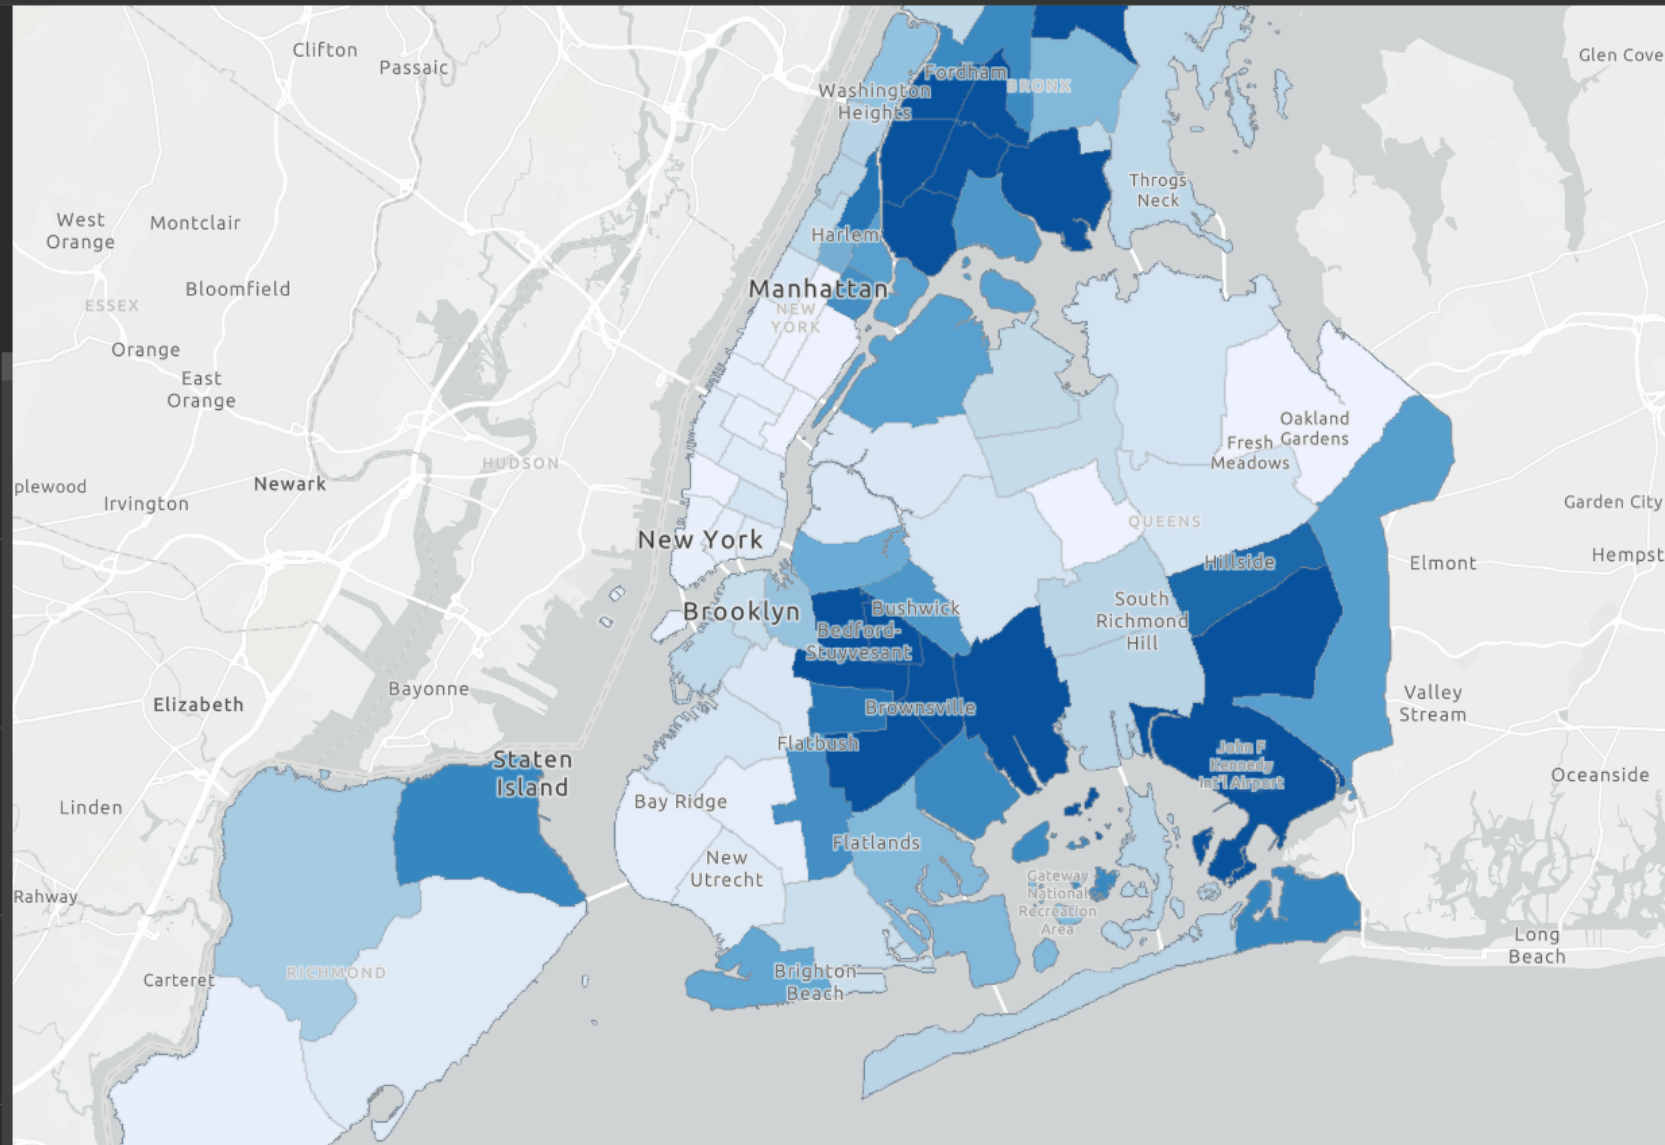 Clifton
Passaic
Glen Cove
Fordham
BRONX
Washington
Heights
Throgs
Neck
West
Orange
Montclair
Harlem
Bloomfield
ESSEX
Manhattan
NEW
YORK
Orange
East
Orange
Oakland
Gardens
Fresh
Meadows
HUDSON
Newark
plewood
Irvington
Garden City
QUEENS
New York
Hillside
Elmont
Hempst
Brooklyn
Bushwick
Bedford-
Stuyvesant
South
Richmond
Hill
Bayonne
Elizabeth
Valley
Stream
Brownsville
Flatbush
John F
Kennedy
Int'l Airport
Staten
Island
Oceanside
Linden
Bay Ridge
Flatlands
New
Utrecht
Gateway
National
Recreation
Area
Rahway
Long
Beach
Carteret
RICHMOND
Brighton
Beach